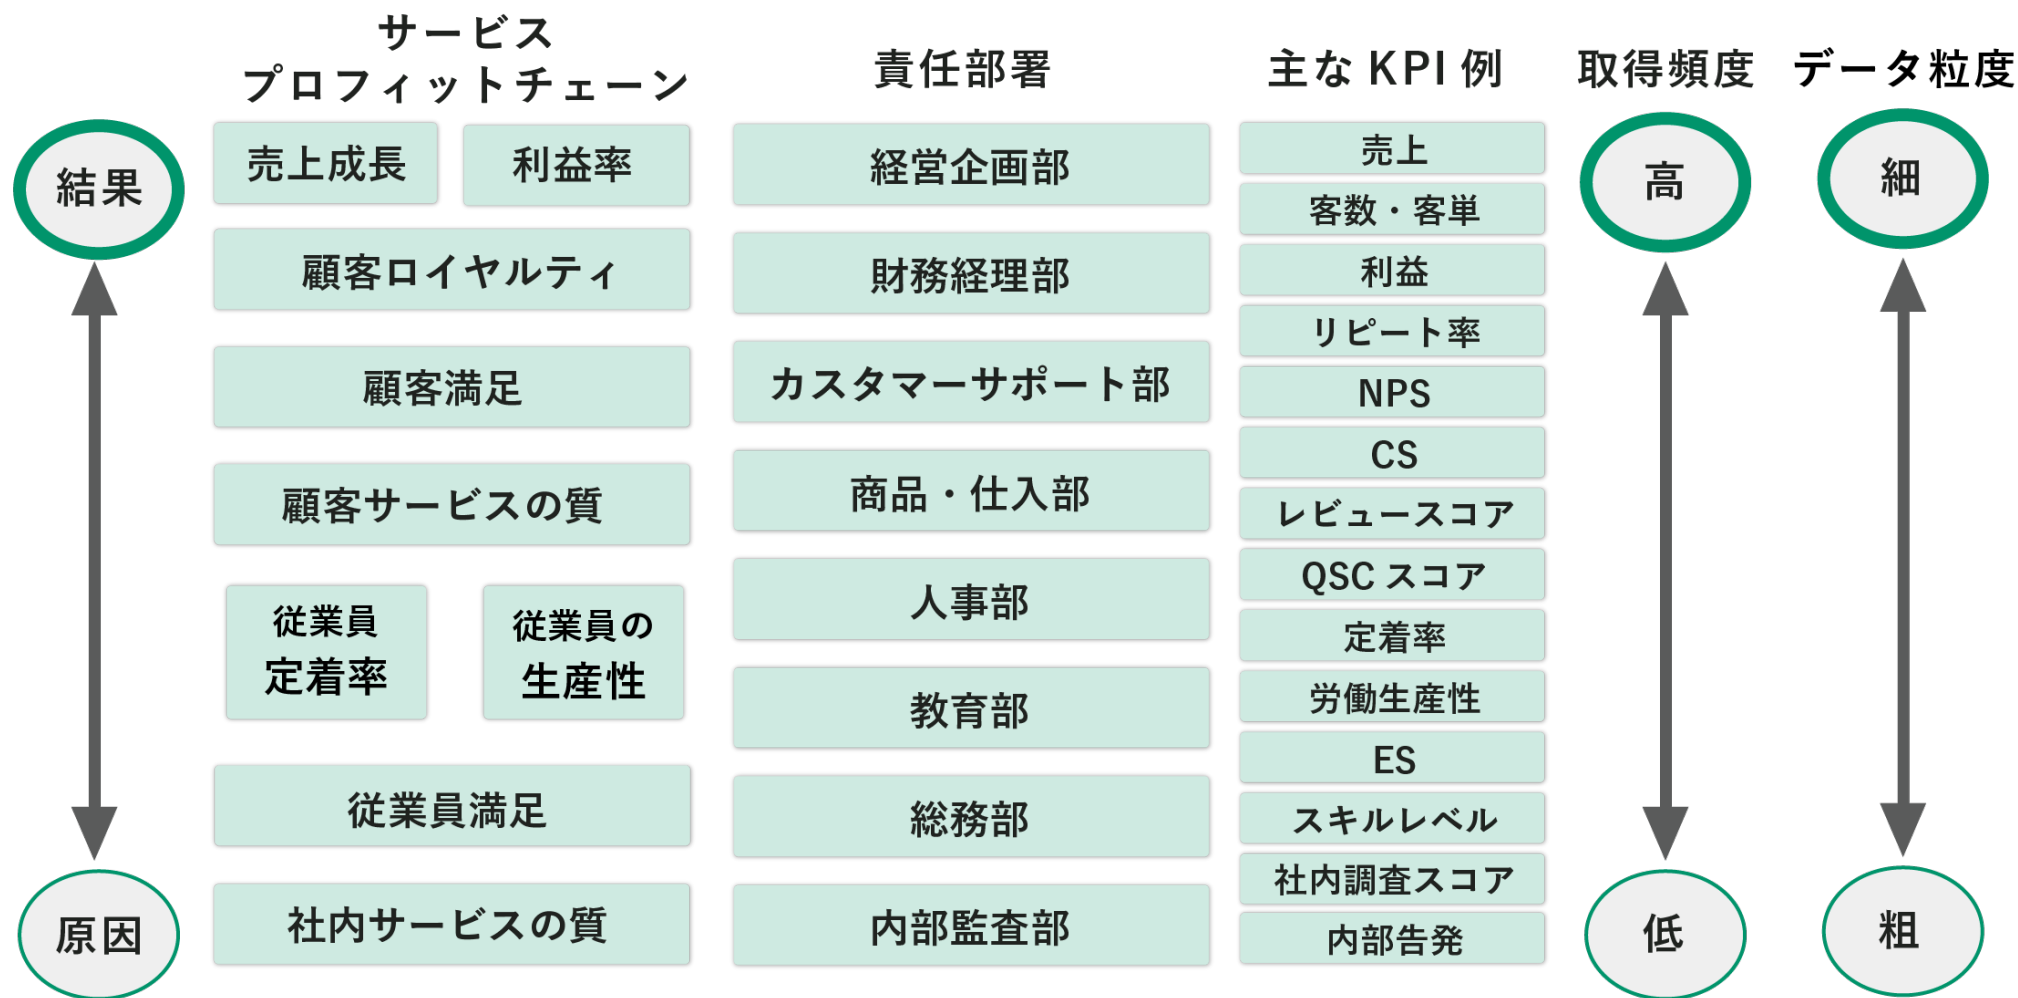 サービス
プロフィットチェーン
責任部署
主な KPI 例
取得頻度
データ粒度
結果
原因
売上成長
利益率
顧客ロイヤルティ
顧客満足
顧客サービスの質
従業員
定着率
従業員の
生産性
従業員満足
社内サービスの質
経営企画部
財務経理部
カスタマーサポート部
商品・仕入部
人事部
教育部
総務部
内部監査部
売上
客数・客単
利益
リピート率
NPS
CS
レビュースコア
QSC スコア
定着率
労働生産性
ES
スキルレベル
社内調査スコア
内部告発
高
低
細
粗